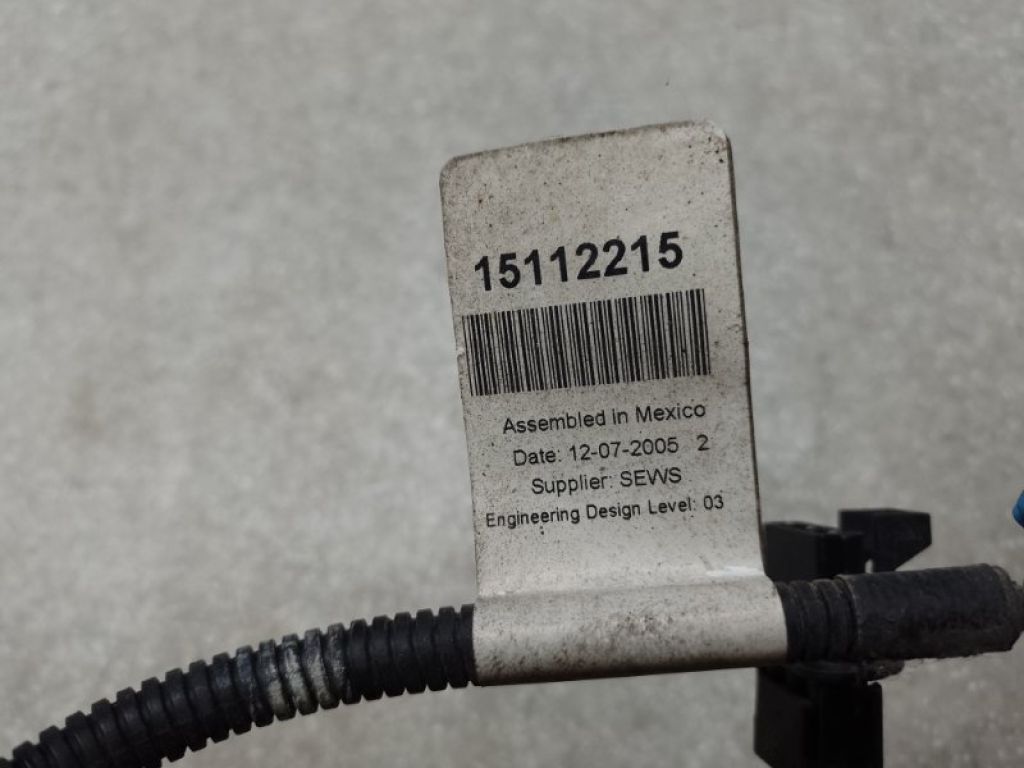 15112215
Assembled in Mexico
Date: 12-07-2005 2
Supplier: SEWS
Engineering Design Level: 03